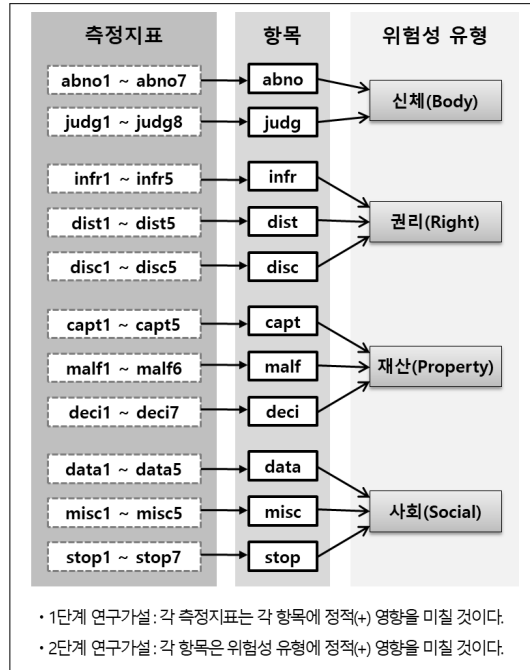 측정지표 항목 위험성 유형
abno1 ~ abno7 abno
신체(Body)
judg1 ~ judg8 judg
infr1 ~ infr5 infr
dist1 ~ dist5 dist 권리(Right)
disc1 ~ disc5 disc
capt1 ~ capt5 capt
malf1 ~ malf6 malf 재산(Property)
deci1 ~ deci7 deci
data1 ~ data5 data
misc1 ~ misc5 misc 사회(Social)
stop1 ~ stop7 stop
· 1단계 연구가설 : 각 측정지표는 각 항목에 정적(+) 영향을 미칠 것이다.
· 2단계 연구가설 : 각 항목은 위험성 유형에 정적(+) 영향을 미칠 것이다.